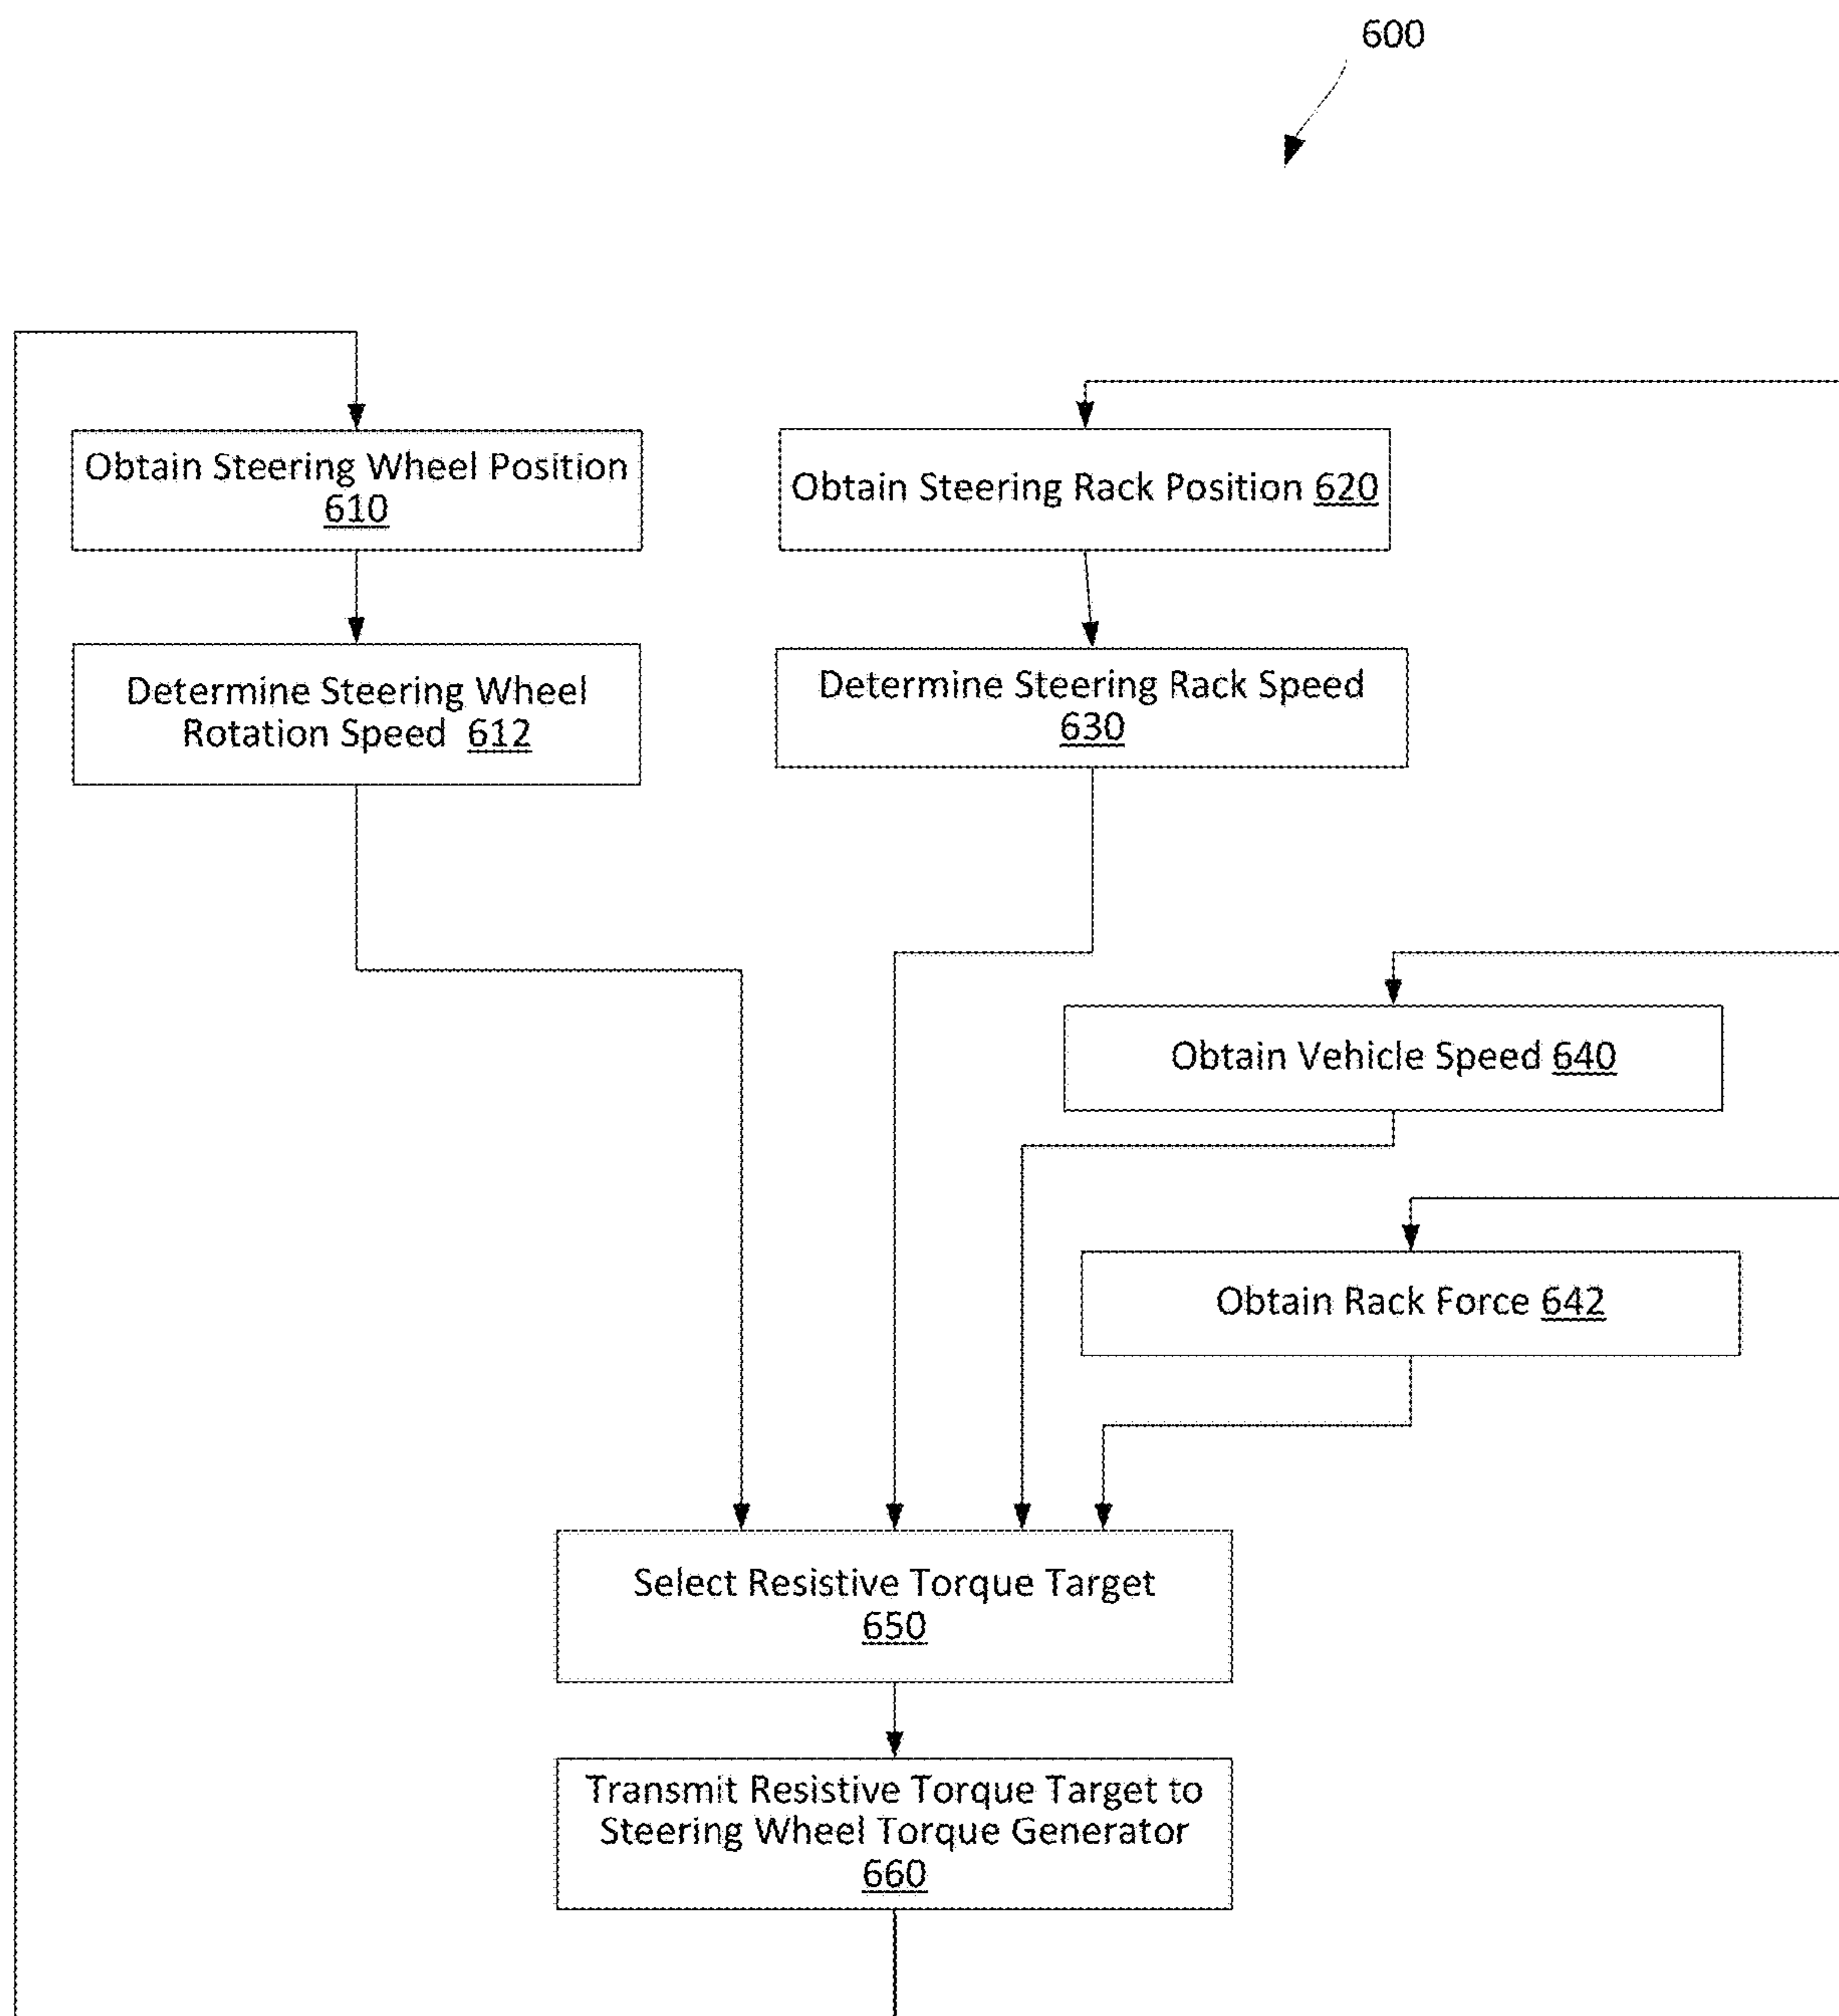 600
Obtain Steering Wheel Position
610
Obtain Steering Rack Position 620
Determine Steering Wheel
Rotation Speed 612
Determine Steering Rack Speed
630
Obtain Vehicle Speed 640
Obtain Rack Force 642
Select Resistive Torque Target
650
Transmit Resistive Torque Target to
Steering Wheel Torque Generator
660